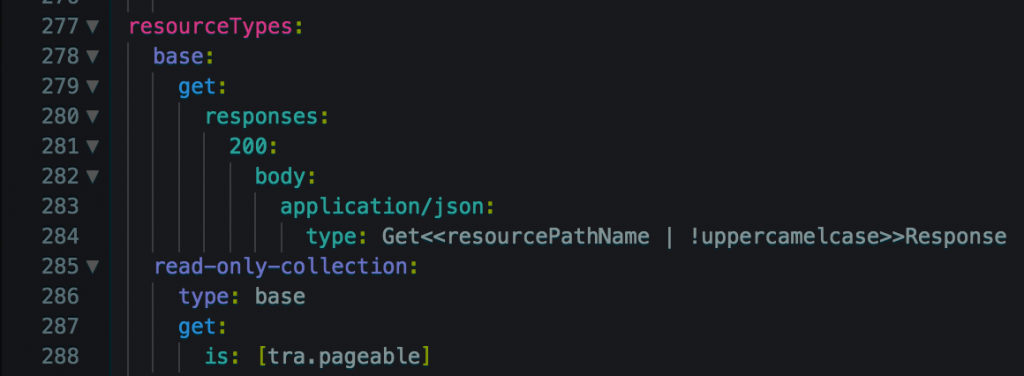 277 ▼ resourceTypes:
278 ▼   base:
279 ▼     get:
280 ▼       responses:
281 ▼         200:
282 ▼           body:
283             application/json:
284               type: Get<<resourcePathName | !uppercamelcase>>Response
285 ▼   read-only-collection:
286     type: base
287     get:
288       is: [tra.pageable]